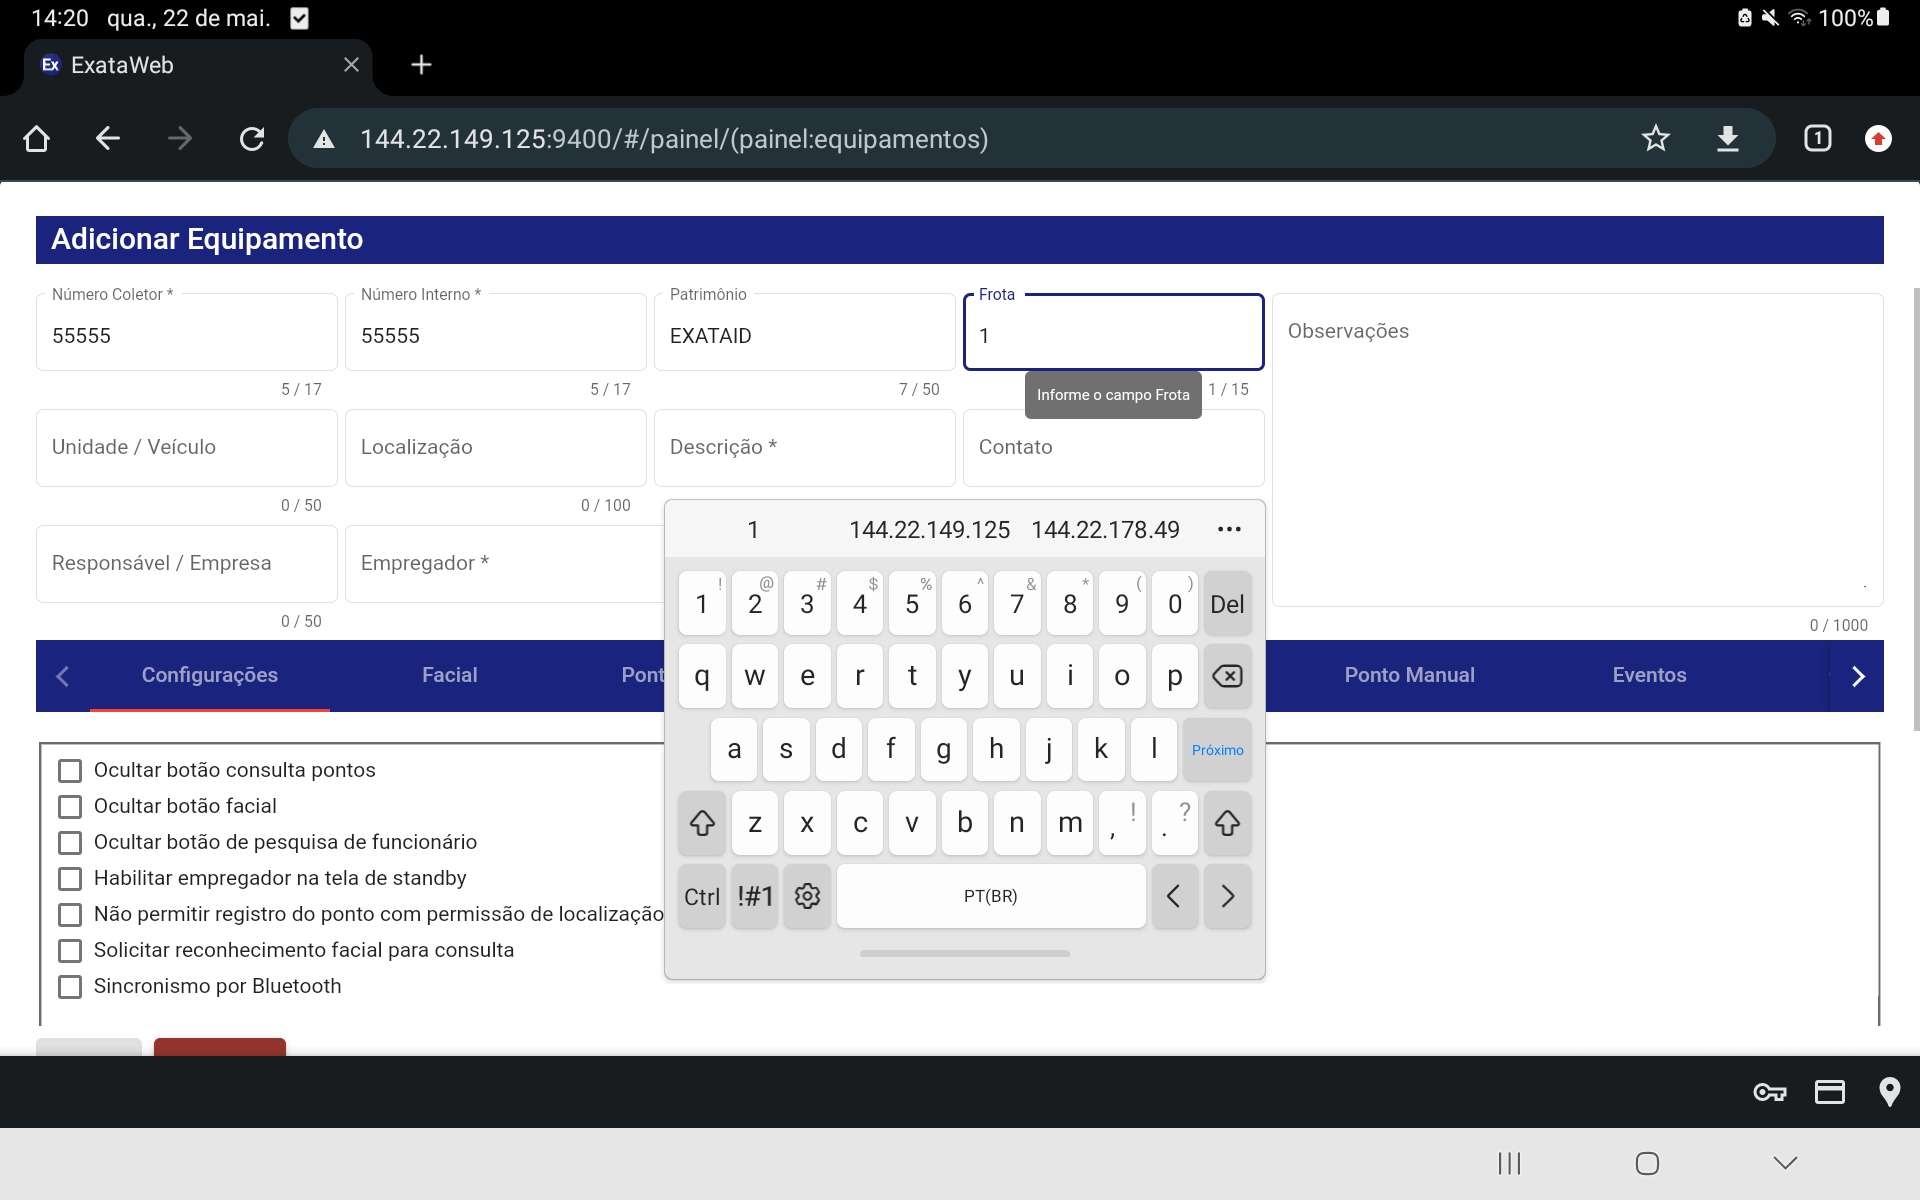 14:20 qua., 22 de mai. 100%
Ex ExataWeb
144.22.149.125:9400/#/painel/(painel:equipamentos) 1
Adicionar Equipamento
Número Coletor * Número Interno * Patrimônio Frota
55555 55555 EXATAID 1 Observações
5 / 17 5 / 17 7 / 50 Informe o campo Frota 1 / 15
Unidade / Veículo Localização Descrição * Contato
0 / 50 0 / 100
1 144.22.149.125 144.22.178.49 •••
Responsável / Empresa Empregador *
0 / 50 0 / 1000
! @ # $ % ^ & * ( )
1 2 3 4 5 6 7 8 9 0 Del
Configurações Facial Pont Ponto Manual Eventos
q w e r t y u i o p
a s d f g h j k l Próximo
z x c v b n m , ! . ?
Ctrl !#1 PT(BR) < >
Ocultar botão consulta pontos
Ocultar botão facial
Ocultar botão de pesquisa de funcionário
Habilitar empregador na tela de standby
Não permitir registro do ponto com permissão de localização
Solicitar reconhecimento facial para consulta
Sincronismo por Bluetooth